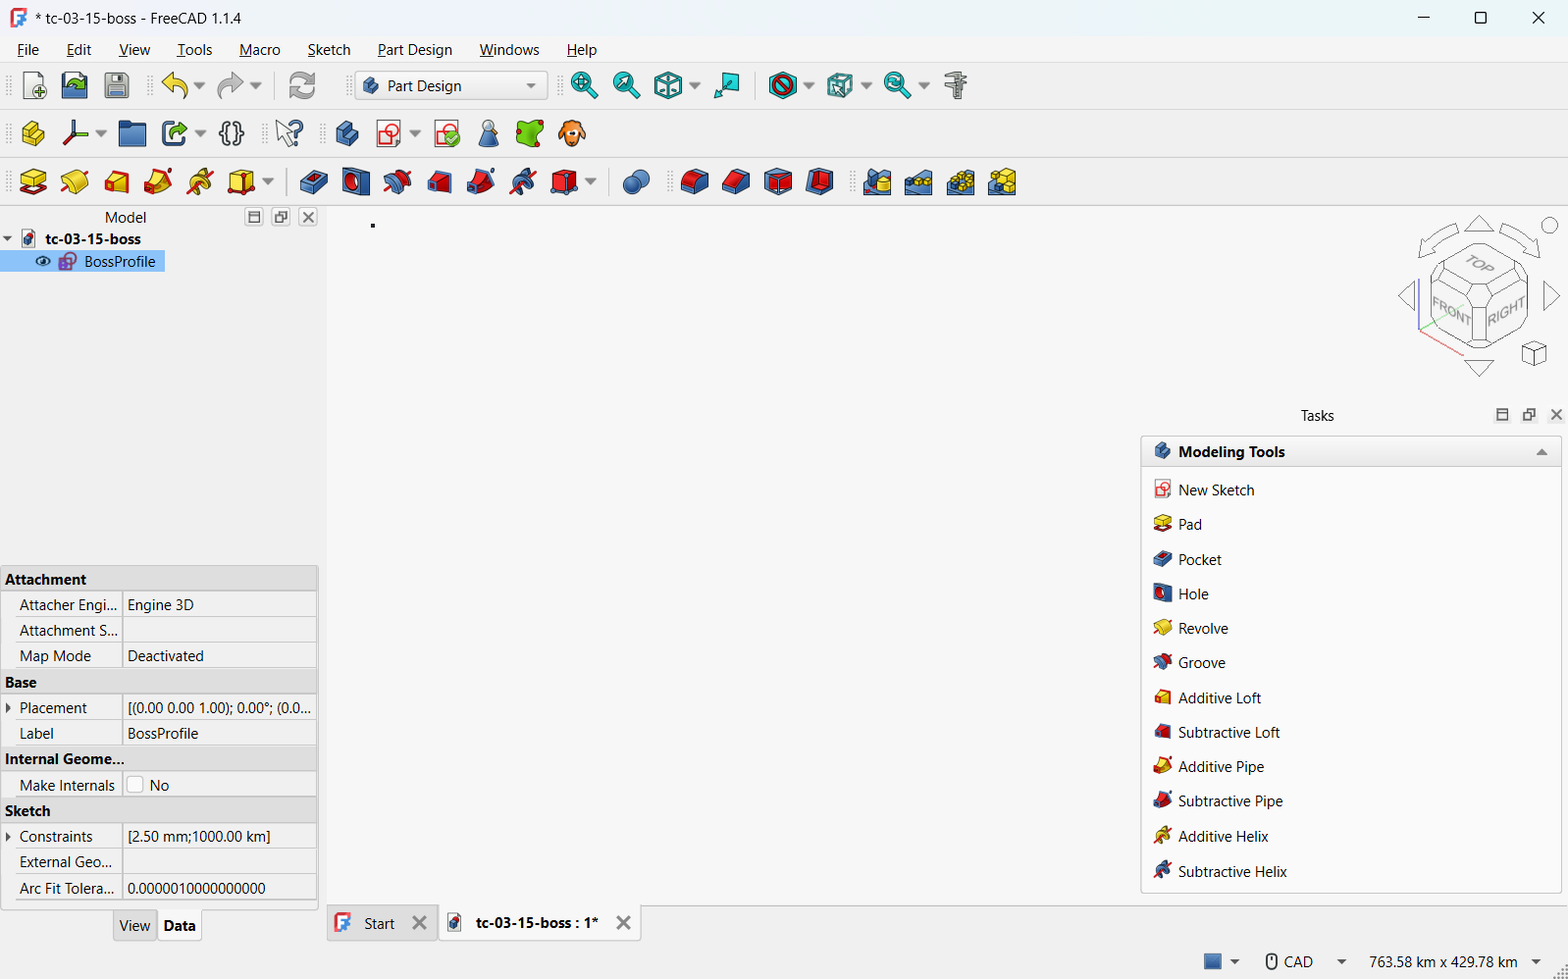 * tc-03-15-boss - FreeCAD 1.1.4
File Edit View Tools Macro Sketch Part Design Windows Help
Part Design
Model
tc-03-15-boss
BossProfile
TOP
FRONT
RIGHT
Tasks
Modeling Tools
New Sketch
Pad
Pocket
Hole
Revolve
Groove
Additive Loft
Subtractive Loft
Additive Pipe
Subtractive Pipe
Additive Helix
Subtractive Helix
Attachment
Attacher Engi... Engine 3D
Attachment S...
Map Mode Deactivated
Base
Placement [(0.00 0.00 1.00); 0.00°; (0.0...
Label BossProfile
Internal Geome...
Make Internals No
Sketch
Constraints [2.50 mm;1000.00 km]
External Geo...
Arc Fit Tolera... 0.0000010000000000
View Data
Start tc-03-15-boss : 1*
CAD 763.58 km x 429.78 km